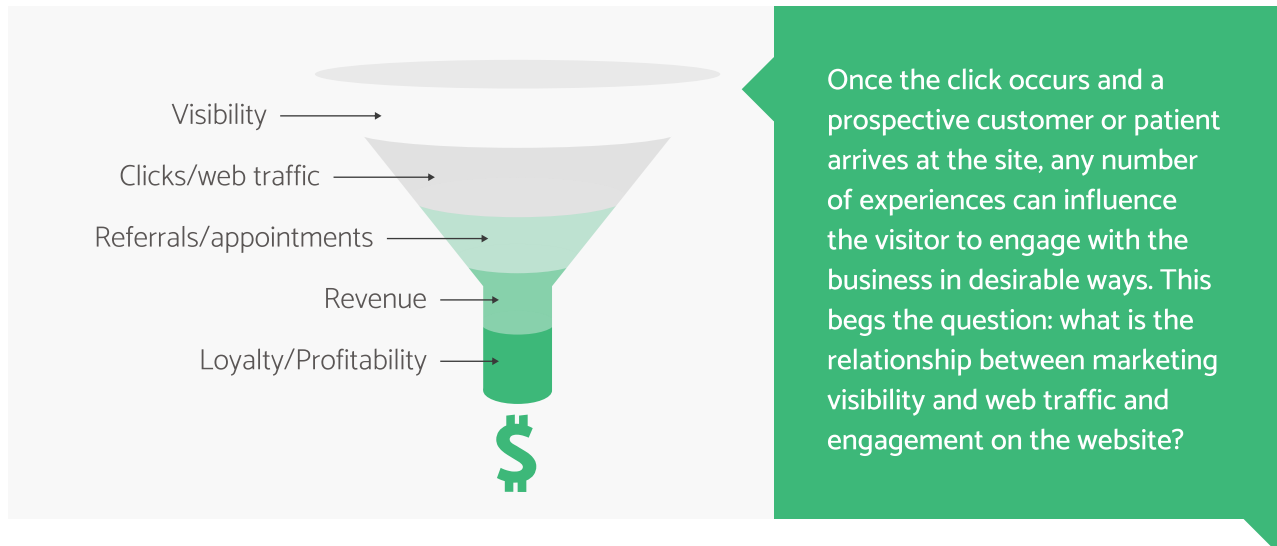 Visibility
Clicks/web traffic
Referrals/appointments
Revenue
Loyalty/Profitability
$
Once the click occurs and a
prospective customer or patient
arrives at the site, any number
of experiences can influence
the visitor to engage with the
business in desirable ways. This
begs the question: what is the
relationship between marketing
visibility and web traffic and
engagement on the website?